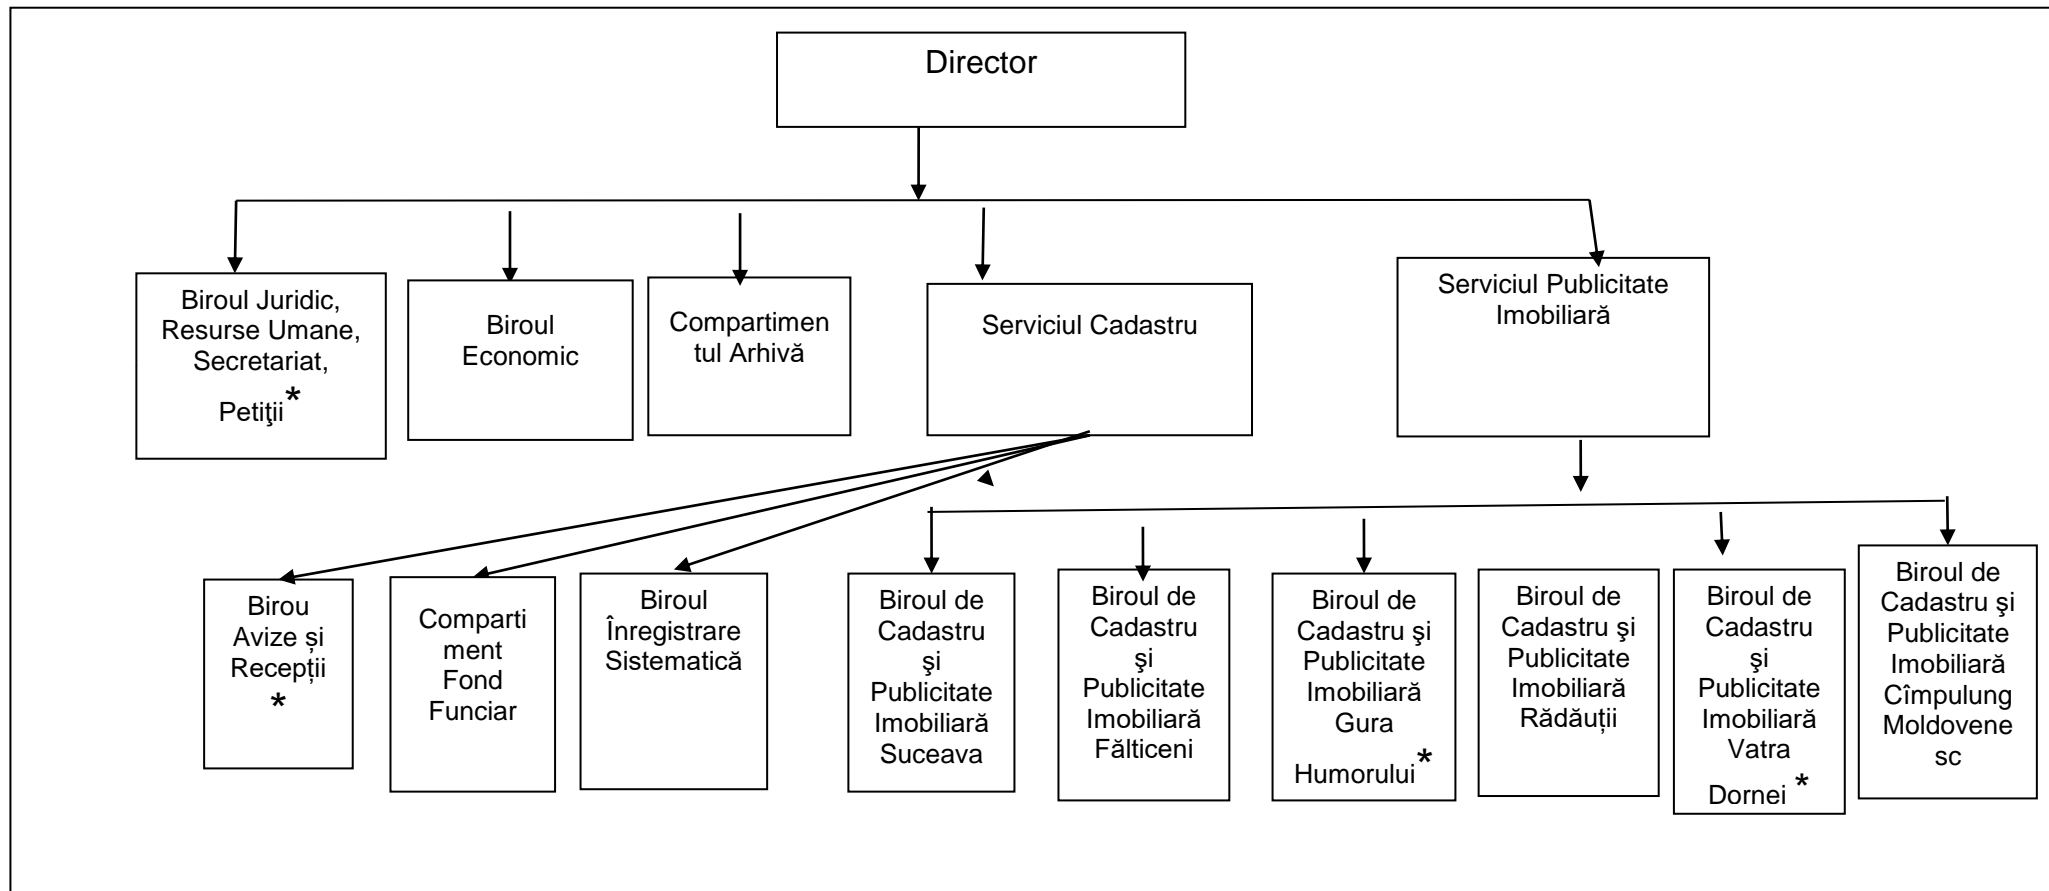 Director
Biroul Juridic,
Resurse Umane,
Secretariat,
Petiţii*
Biroul
Economic
Compartimen
tul Arhivă
Serviciul Cadastru
Serviciul Publicitate
Imobiliară
Birou
Avize și
Recepții
*
Comparti
ment
Fond
Funciar
Biroul
Înregistrare
Sistematică
Biroul de
Cadastru
şi
Publicitate
Imobiliară
Suceava
Biroul de
Cadastru
şi
Publicitate
Imobiliară
Fălticeni
Biroul de
Cadastru şi
Publicitate
Imobiliară
Gura
Humorului*
Biroul de
Cadastru şi
Publicitate
Imobiliară
Rădăuții
Biroul de
Cadastru
şi
Publicitate
Imobiliară
Vatra
Dornei *
Biroul de
Cadastru şi
Publicitate
Imobiliară
Cîmpulung
Moldovene
sc